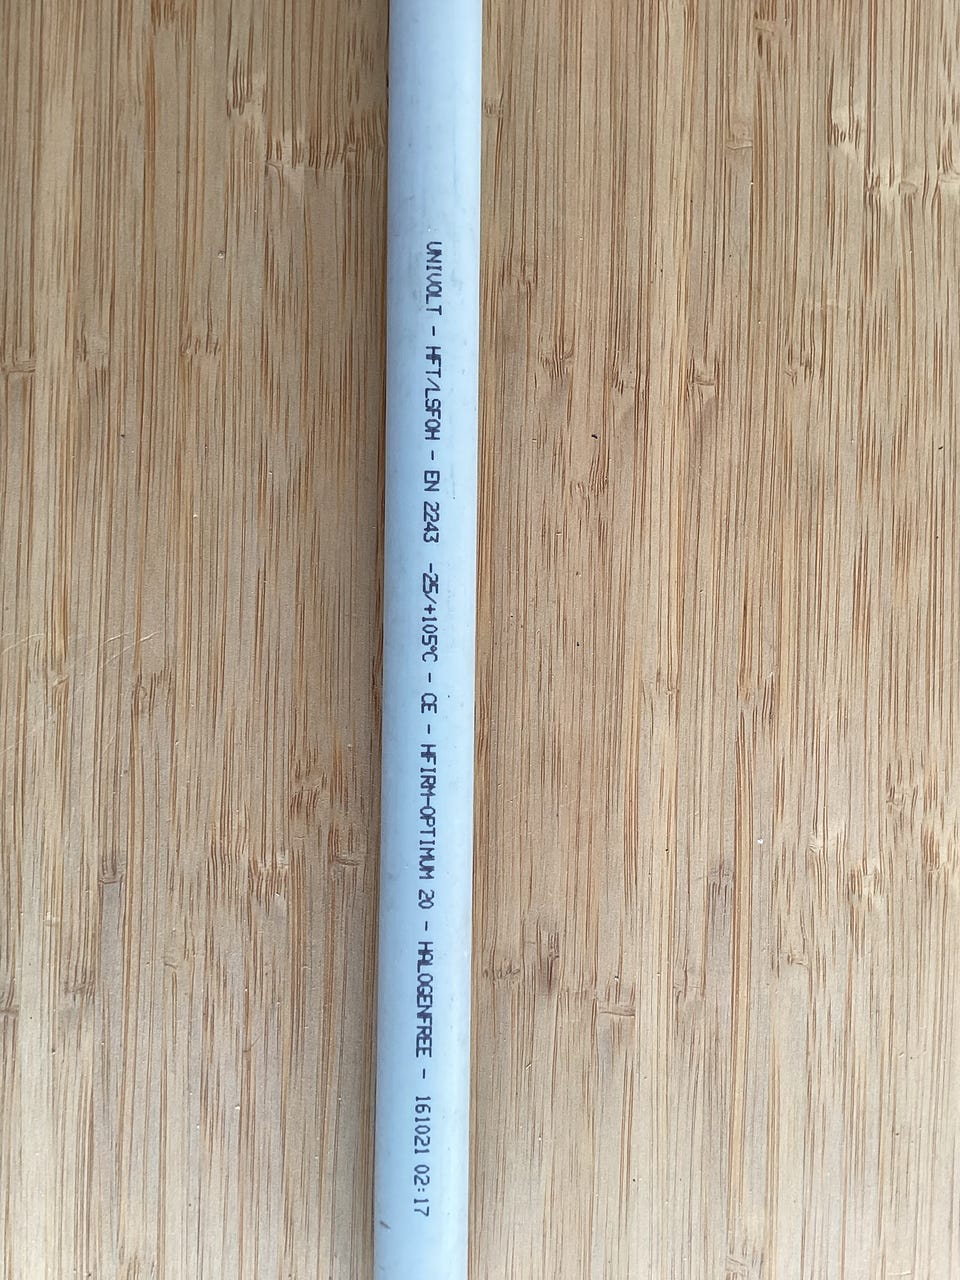 UNIVOLT - HFT/LSFOH - EN 2243 -25/+105°C - CE - HFIRM-OPTIMUM 20 - HALOGENFREE - 161021 02:17